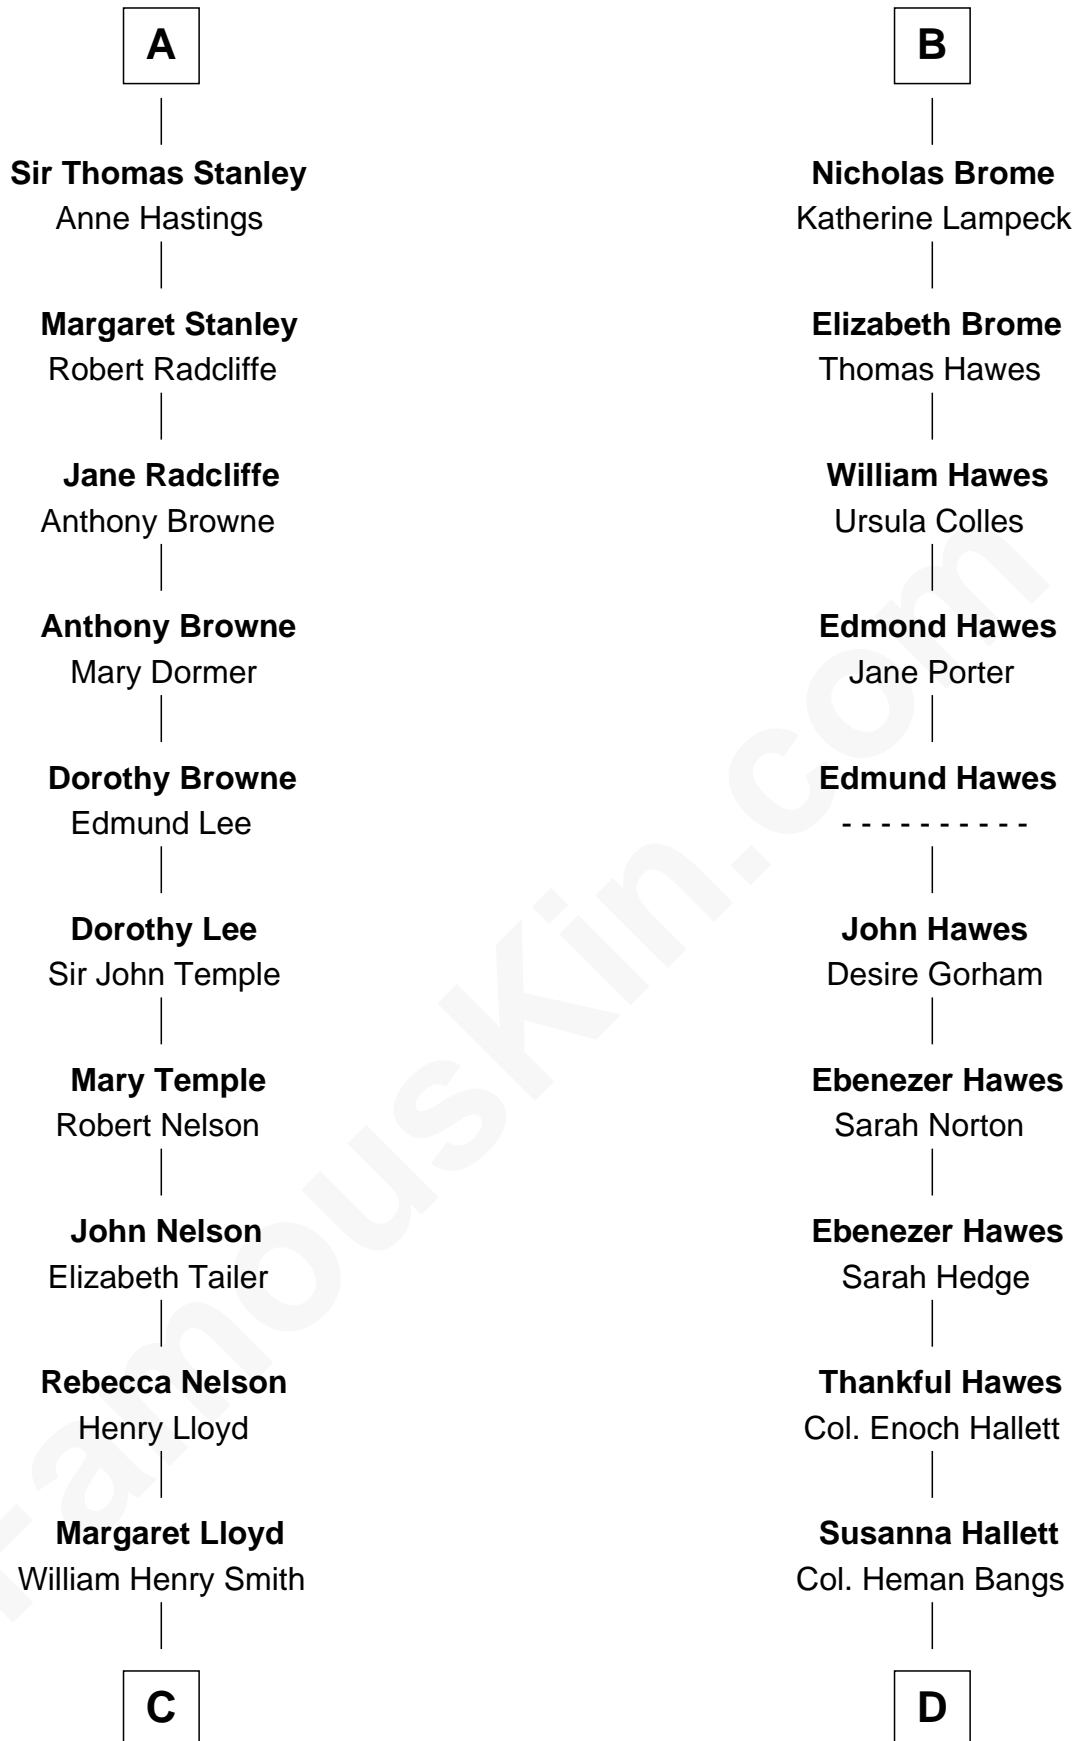 A
Sir Thomas Stanley
Anne Hastings
Margaret Stanley
Robert Radcliffe
Jane Radcliffe
Anthony Browne
Anthony Browne
Mary Dormer
Dorothy Browne
Edmund Lee
Dorothy Lee
Sir John Temple
Mary Temple
Robert Nelson
John Nelson
Elizabeth Tailer
Rebecca Nelson
Henry Lloyd
Margaret Lloyd
William Henry Smith
C
B
Nicholas Brome
Katherine Lampeck
Elizabeth Brome
Thomas Hawes
William Hawes
Ursula Colles
Edmond Hawes
Jane Porter
Edmund Hawes
- - - - - - - - - -
John Hawes
Desire Gorham
Ebenezer Hawes
Sarah Norton
Ebenezer Hawes
Sarah Hedge
Thankful Hawes
Col. Enoch Hallett
Susanna Hallett
Col. Heman Bangs
D
FamousKin.com